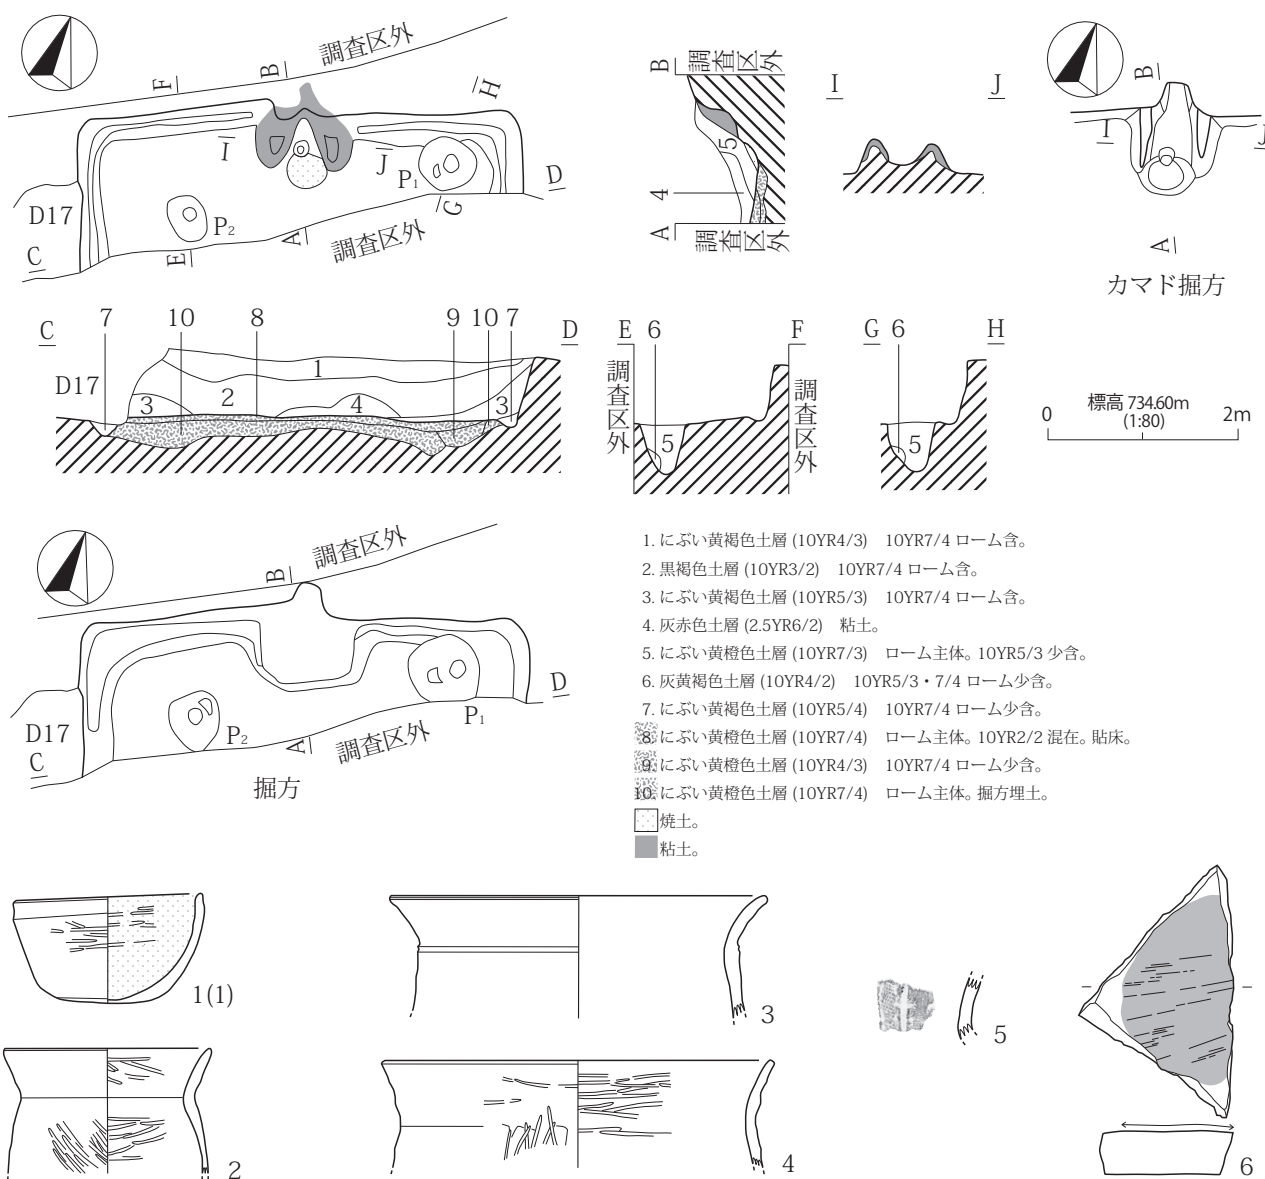 調査区外
F
B
H
I
J
P1
D
D17
P2
G
C
E
A
調査区外
B
調査区外
5
4
A
調査区外
I
J
B
I
J
A
カマド掘方
C
7
10
8
9
10
7
D
D17
1
2
3
4
3
E
6
F
調査区外
5
調査区外
G
6
H
5
標高 734.60m
0
(1:80)
2m
調査区外
B
D
D17
P2
P1
C
A
調査区外
掘方
1. にぶい黄褐色土層 (10YR4/3) 10YR7/4 ローム含。
2. 黒褐色土層 (10YR3/2) 10YR7/4 ローム含。
3. にぶい黄褐色土層 (10YR5/3) 10YR7/4 ローム含。
4. 灰赤色土層 (2.5YR6/2) 粘土。
5. にぶい黄橙色土層 (10YR7/3) ローム主体。10YR5/3 少含。
6. 灰黄褐色土層 (10YR4/2) 10YR5/3・7/4 ローム少含。
7. にぶい黄褐色土層 (10YR5/4) 10YR7/4 ローム少含。
8. にぶい黄橙色土層 (10YR7/4) ローム主体。10YR2/2 混在。貼床。
9. にぶい黄橙色土層 (10YR4/3) 10YR7/4 ローム少含。
10. にぶい黄橙色土層 (10YR7/4) ローム主体。掘方埋土。
焼土。
粘土。
1(1)
3
5
2
4
6